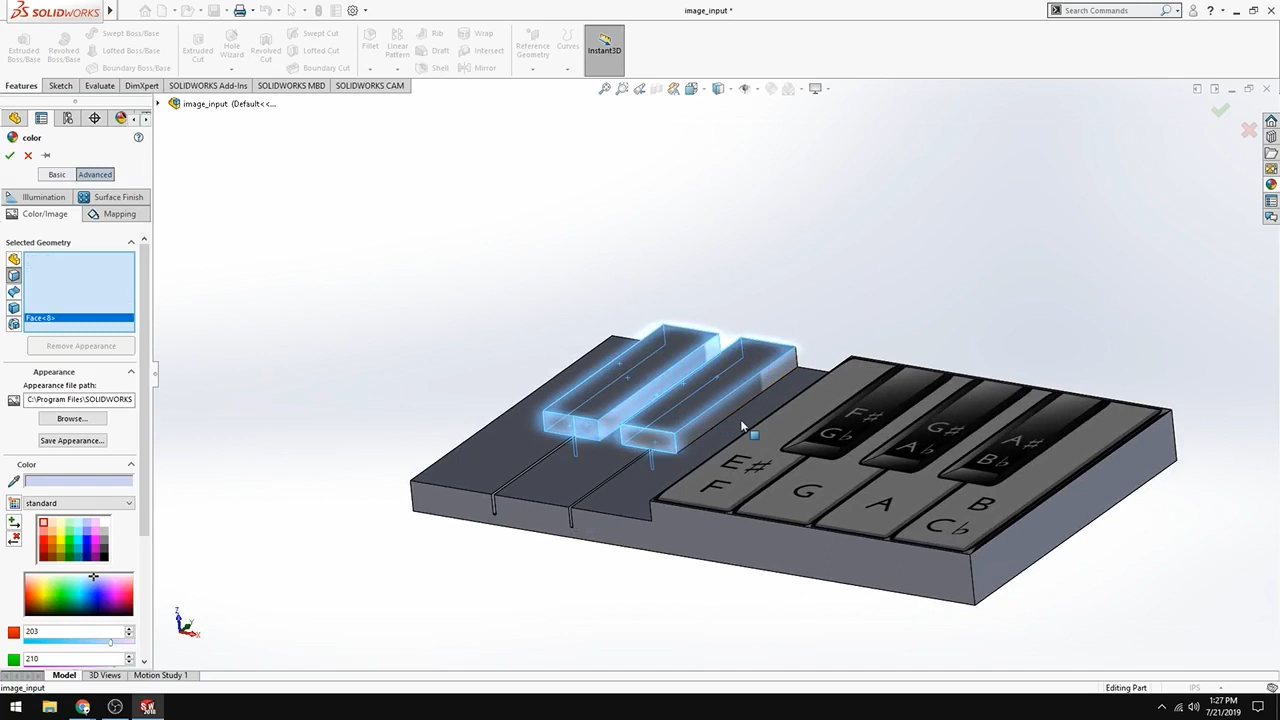 SOLIDWORKS
image_input *
Search Commands
Extruded Boss/Base
Revolved Boss/Base
Swept Boss/Base
Lofted Boss/Base
Boundary Boss/Base
Extruded Cut
Hole Wizard
Revolved Cut
Swept Cut
Lofted Cut
Boundary Cut
Fillet
Linear Pattern
Rib
Draft
Shell
Wrap
Intersect
Mirror
Reference Geometry
Curves
Instant3D
Features
Sketch
Evaluate
DimXpert
SOLIDWORKS Add-Ins
SOLIDWORKS MBD
SOLIDWORKS CAM
image_input (Default<<...
color
Basic
Advanced
Illumination
Surface Finish
Color/Image
Mapping
Selected Geometry
Face<8>
Remove Appearance
Appearance
Appearance file path:
C:\Program Files\SOLIDWORKS
Browse...
Save Appearance...
Color
standard
203
210
F♯
G♭
G♯
A♭
A♯
B♭
E♯
F
G
A
B
C♭
Z
Y
X
Model
3D Views
Motion Study 1
image_input
Editing Part
IPS
SW
2018
1:27 PM
7/21/2019